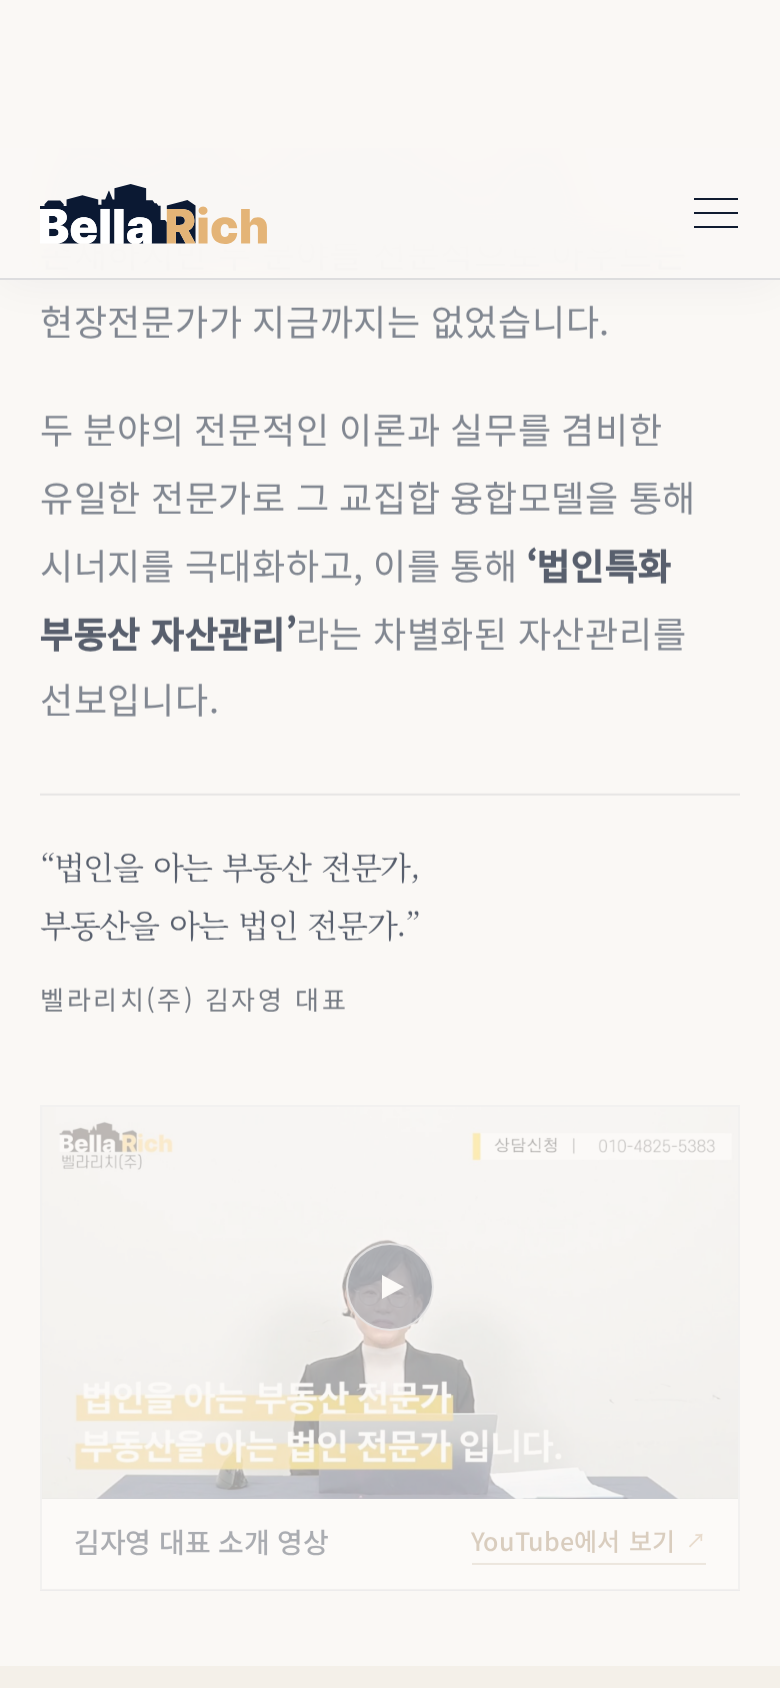 Bella Rich
현장전문가가 지금까지는 없었습니다.
두 분야의 전문적인 이론과 실무를 겸비한
유일한 전문가로 그 교집합 융합모델을 통해
시너지를 극대화하고, 이를 통해 ‘법인특화
부동산 자산관리’라는 차별화된 자산관리를
선보입니다.
“법인을 아는 부동산 전문가,
부동산을 아는 법인 전문가.”
벨라리치(주) 김자영 대표
Bella Rich
벨라리치(주)
상담신청 | 010-4825-5383
법인을 아는 부동산 전문가
부동산을 아는 법인 전문가 입니다.
김자영 대표 소개 영상
YouTube에서 보기 ↗